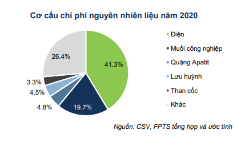 Cơ cấu chi phí nguyên nhiên liệu năm 2020
26.4%
41.3%
3.3%
4.5%
4.8%
19.7%
Điện
Muối công nghiệp
Quặng Apatit
Lưu huỳnh
Than cốc
Khác
Nguồn: CSV, FPTS tổng hợp và ước tính